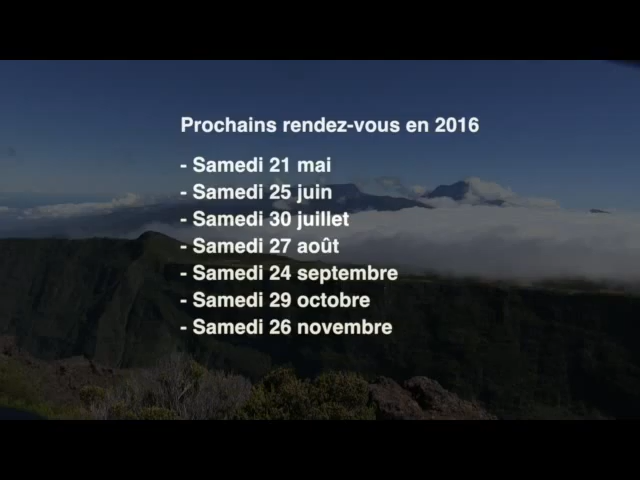 Prochains rendez-vous en 2016
- Samedi 21 mai
- Samedi 25 juin
- Samedi 30 juillet
- Samedi 27 août
- Samedi 24 septembre
- Samedi 29 octobre
- Samedi 26 novembre